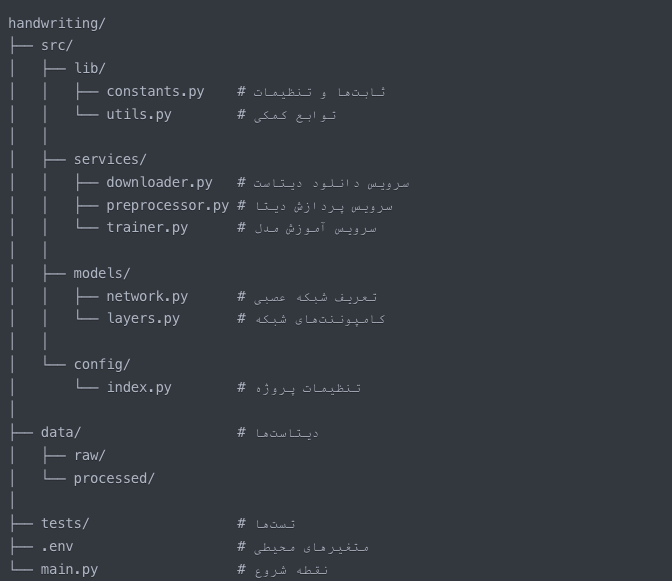 handwriting/
├── src/
│   ├── lib/
│   │   ├── constants.py    # ثابت‌ها و تنظیمات
│   │   └── utils.py        # توابع کمکی
│   │
│   ├── services/
│   │   ├── downloader.py   # سرویس دانلود دیتاست
│   │   ├── preprocessor.py # سرویس پردازش دیتا
│   │   └── trainer.py      # سرویس آموزش مدل
│   │
│   ├── models/
│   │   ├── network.py      # تعریف شبکه عصبی
│   │   └── layers.py       # کامپوننت‌های شبکه
│   │
│   └── config/
│       └── index.py        # تنظیمات پروژه
│
├── data/                   # دیتاست‌ها
│   ├── raw/
│   └── processed/
│
├── tests/                  # تست‌ها
├── .env                    # متغیرهای محیطی
└── main.py                 # نقطه شروع